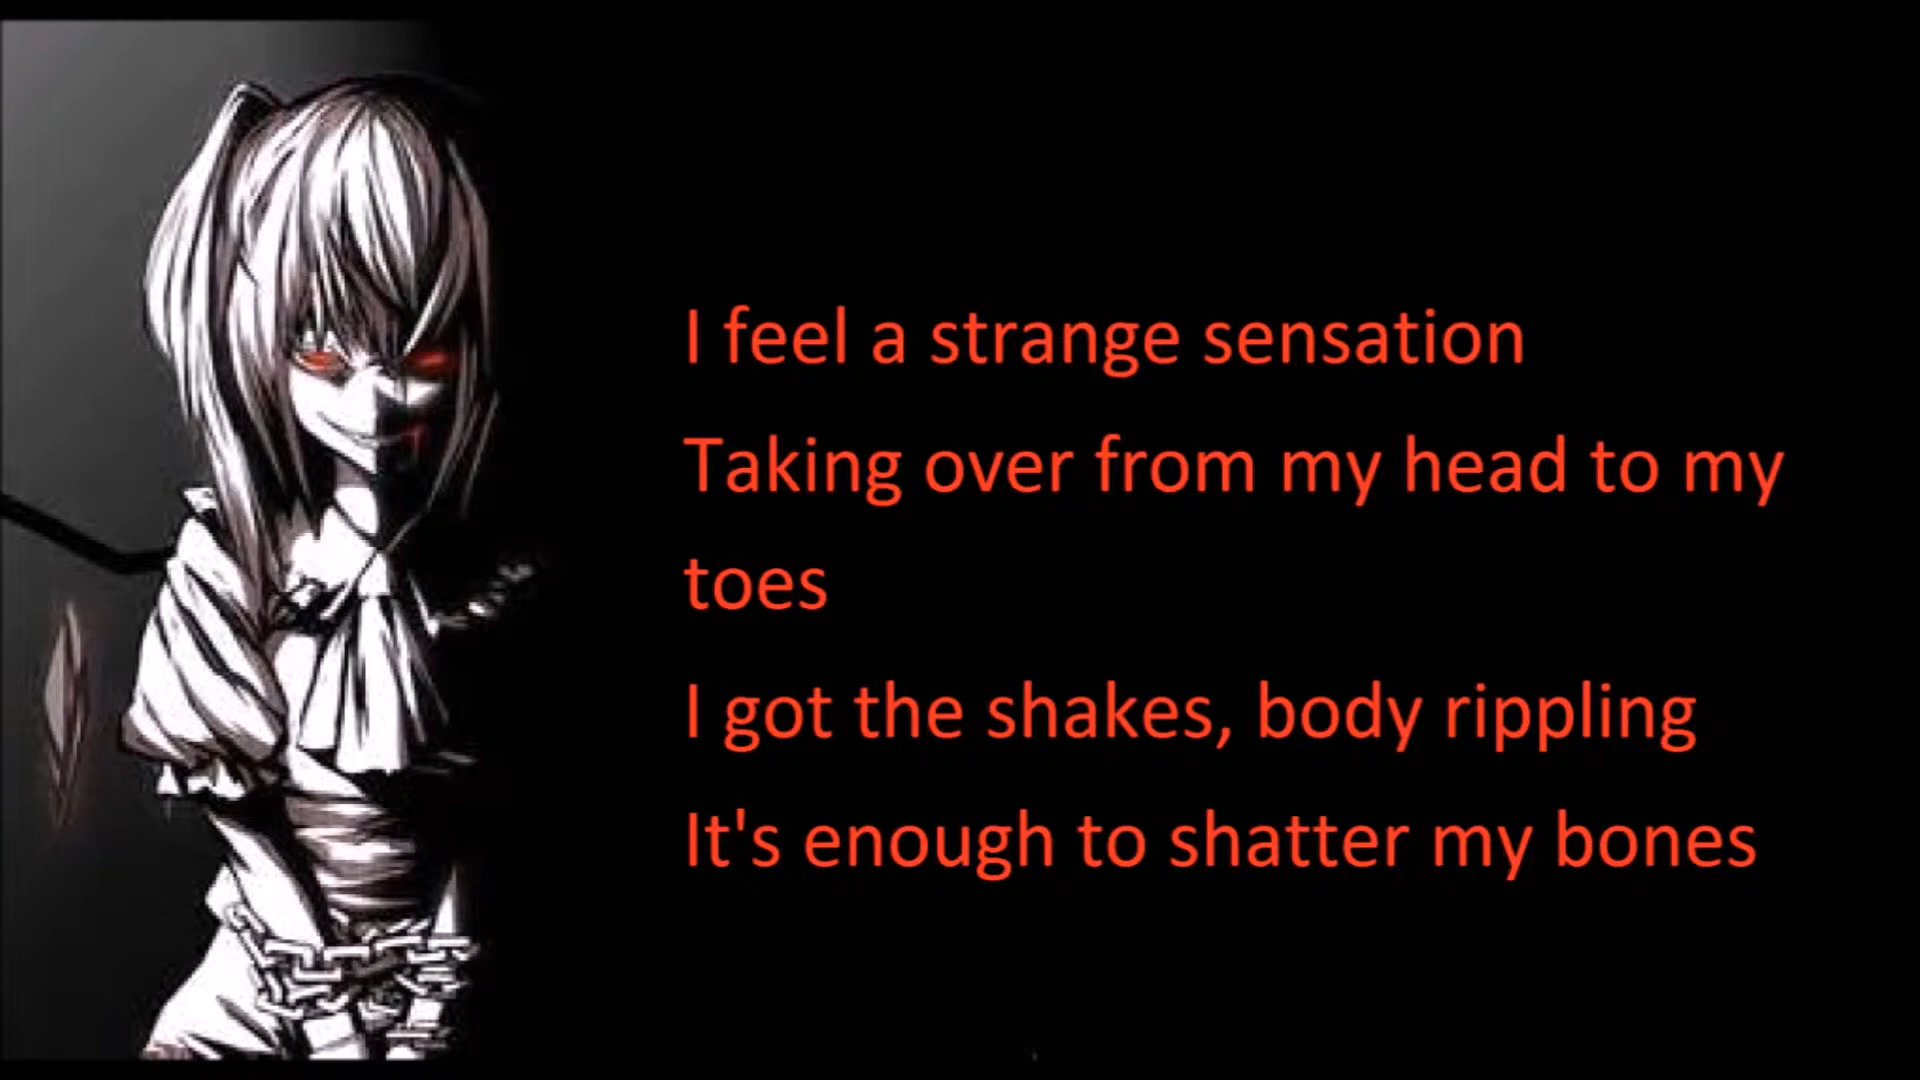 I feel a strange sensation
Taking over from my head to my
toes
I got the shakes, body rippling
It's enough to shatter my bones